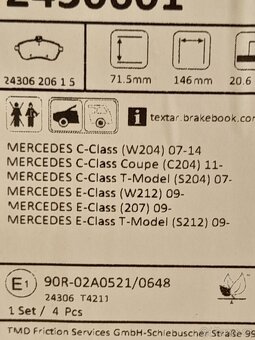 2430601
24306 206 1 5
71.5mm
146mm
20.6
i textar.brakebook.com
MERCEDES C-Class (W204) 07-14
MERCEDES C-Class Coupe (C204) 11-
MERCEDES C-Class T-Model (S204) 07-
MERCEDES E-Class (W212) 09-
MERCEDES E-Class (207) 09-
MERCEDES E-Class T-Model (S212) 09-
E1 90R-02A0521/0648
24306 T4211
1 Set / 4 Pcs
TMD Friction Services GmbH-Schlebuscher Straße 99